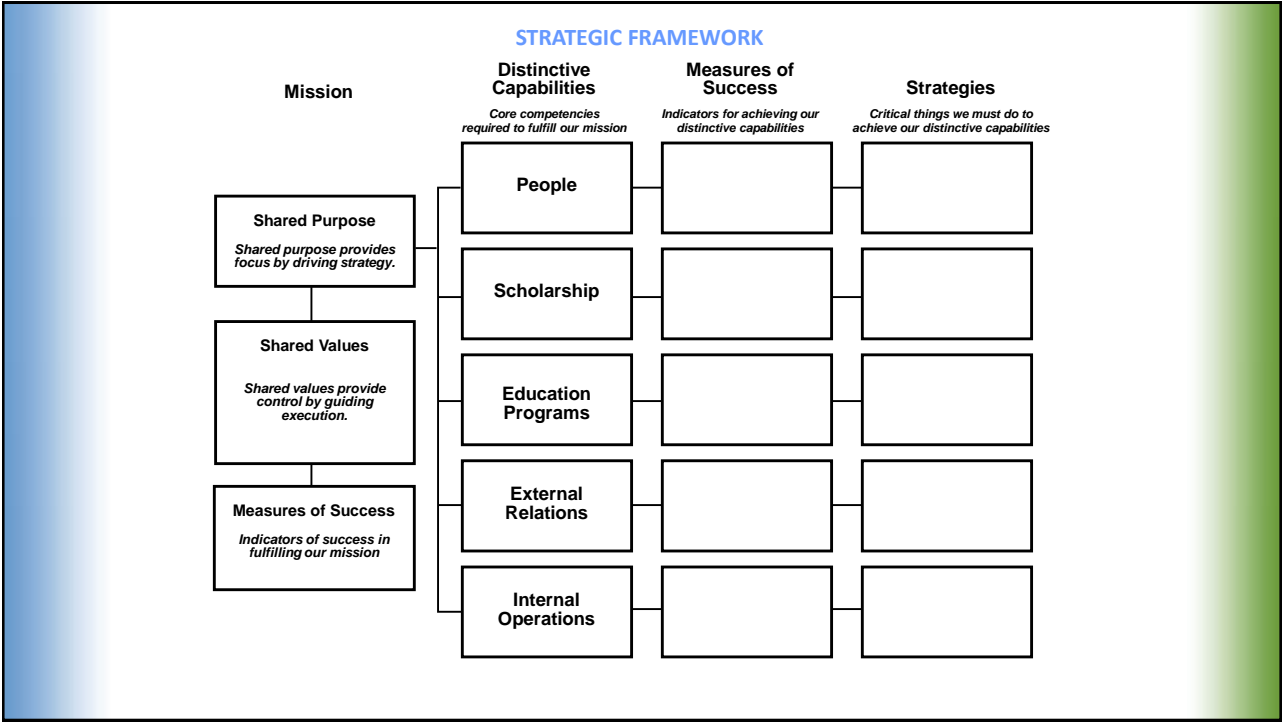 STRATEGIC FRAMEWORK
Mission
Distinctive
Capabilities
Core competencies
required to fulfill our mission
Measures of
Success
Indicators for achieving our
distinctive capabilities
Strategies
Critical things we must do to
achieve our distinctive capabilities
Shared Purpose
Shared purpose provides
focus by driving strategy.
Shared Values
Shared values provide
control by guiding
execution.
Measures of Success
Indicators of success in
fulfilling our mission
People
Scholarship
Education
Programs
External
Relations
Internal
Operations